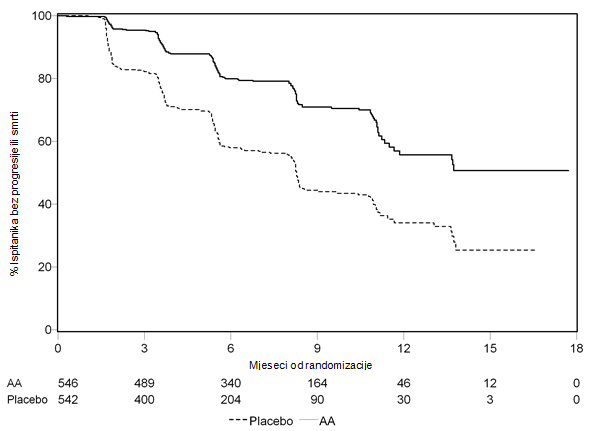 100
80
60
40
20
0
% Ispitanika bez progresije ili smrti
0 3 6 9 12 15 18
Mjeseci od randomizacije
AA 546 489 340 164 46 12 0
Placebo 542 400 204 90 30 3 0
Placebo AA